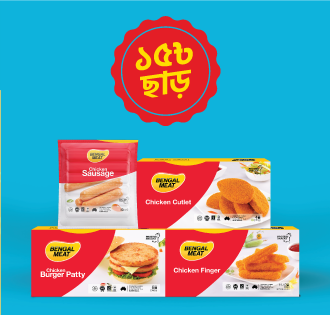 ১৫৳
ছাড়
BENGAL
MEAT
Chicken
Sausage
BENGAL
MEAT
Chicken Cutlet
BENGAL
MEAT
Chicken
Burger Patty
BENGAL
MEAT
Chicken Finger